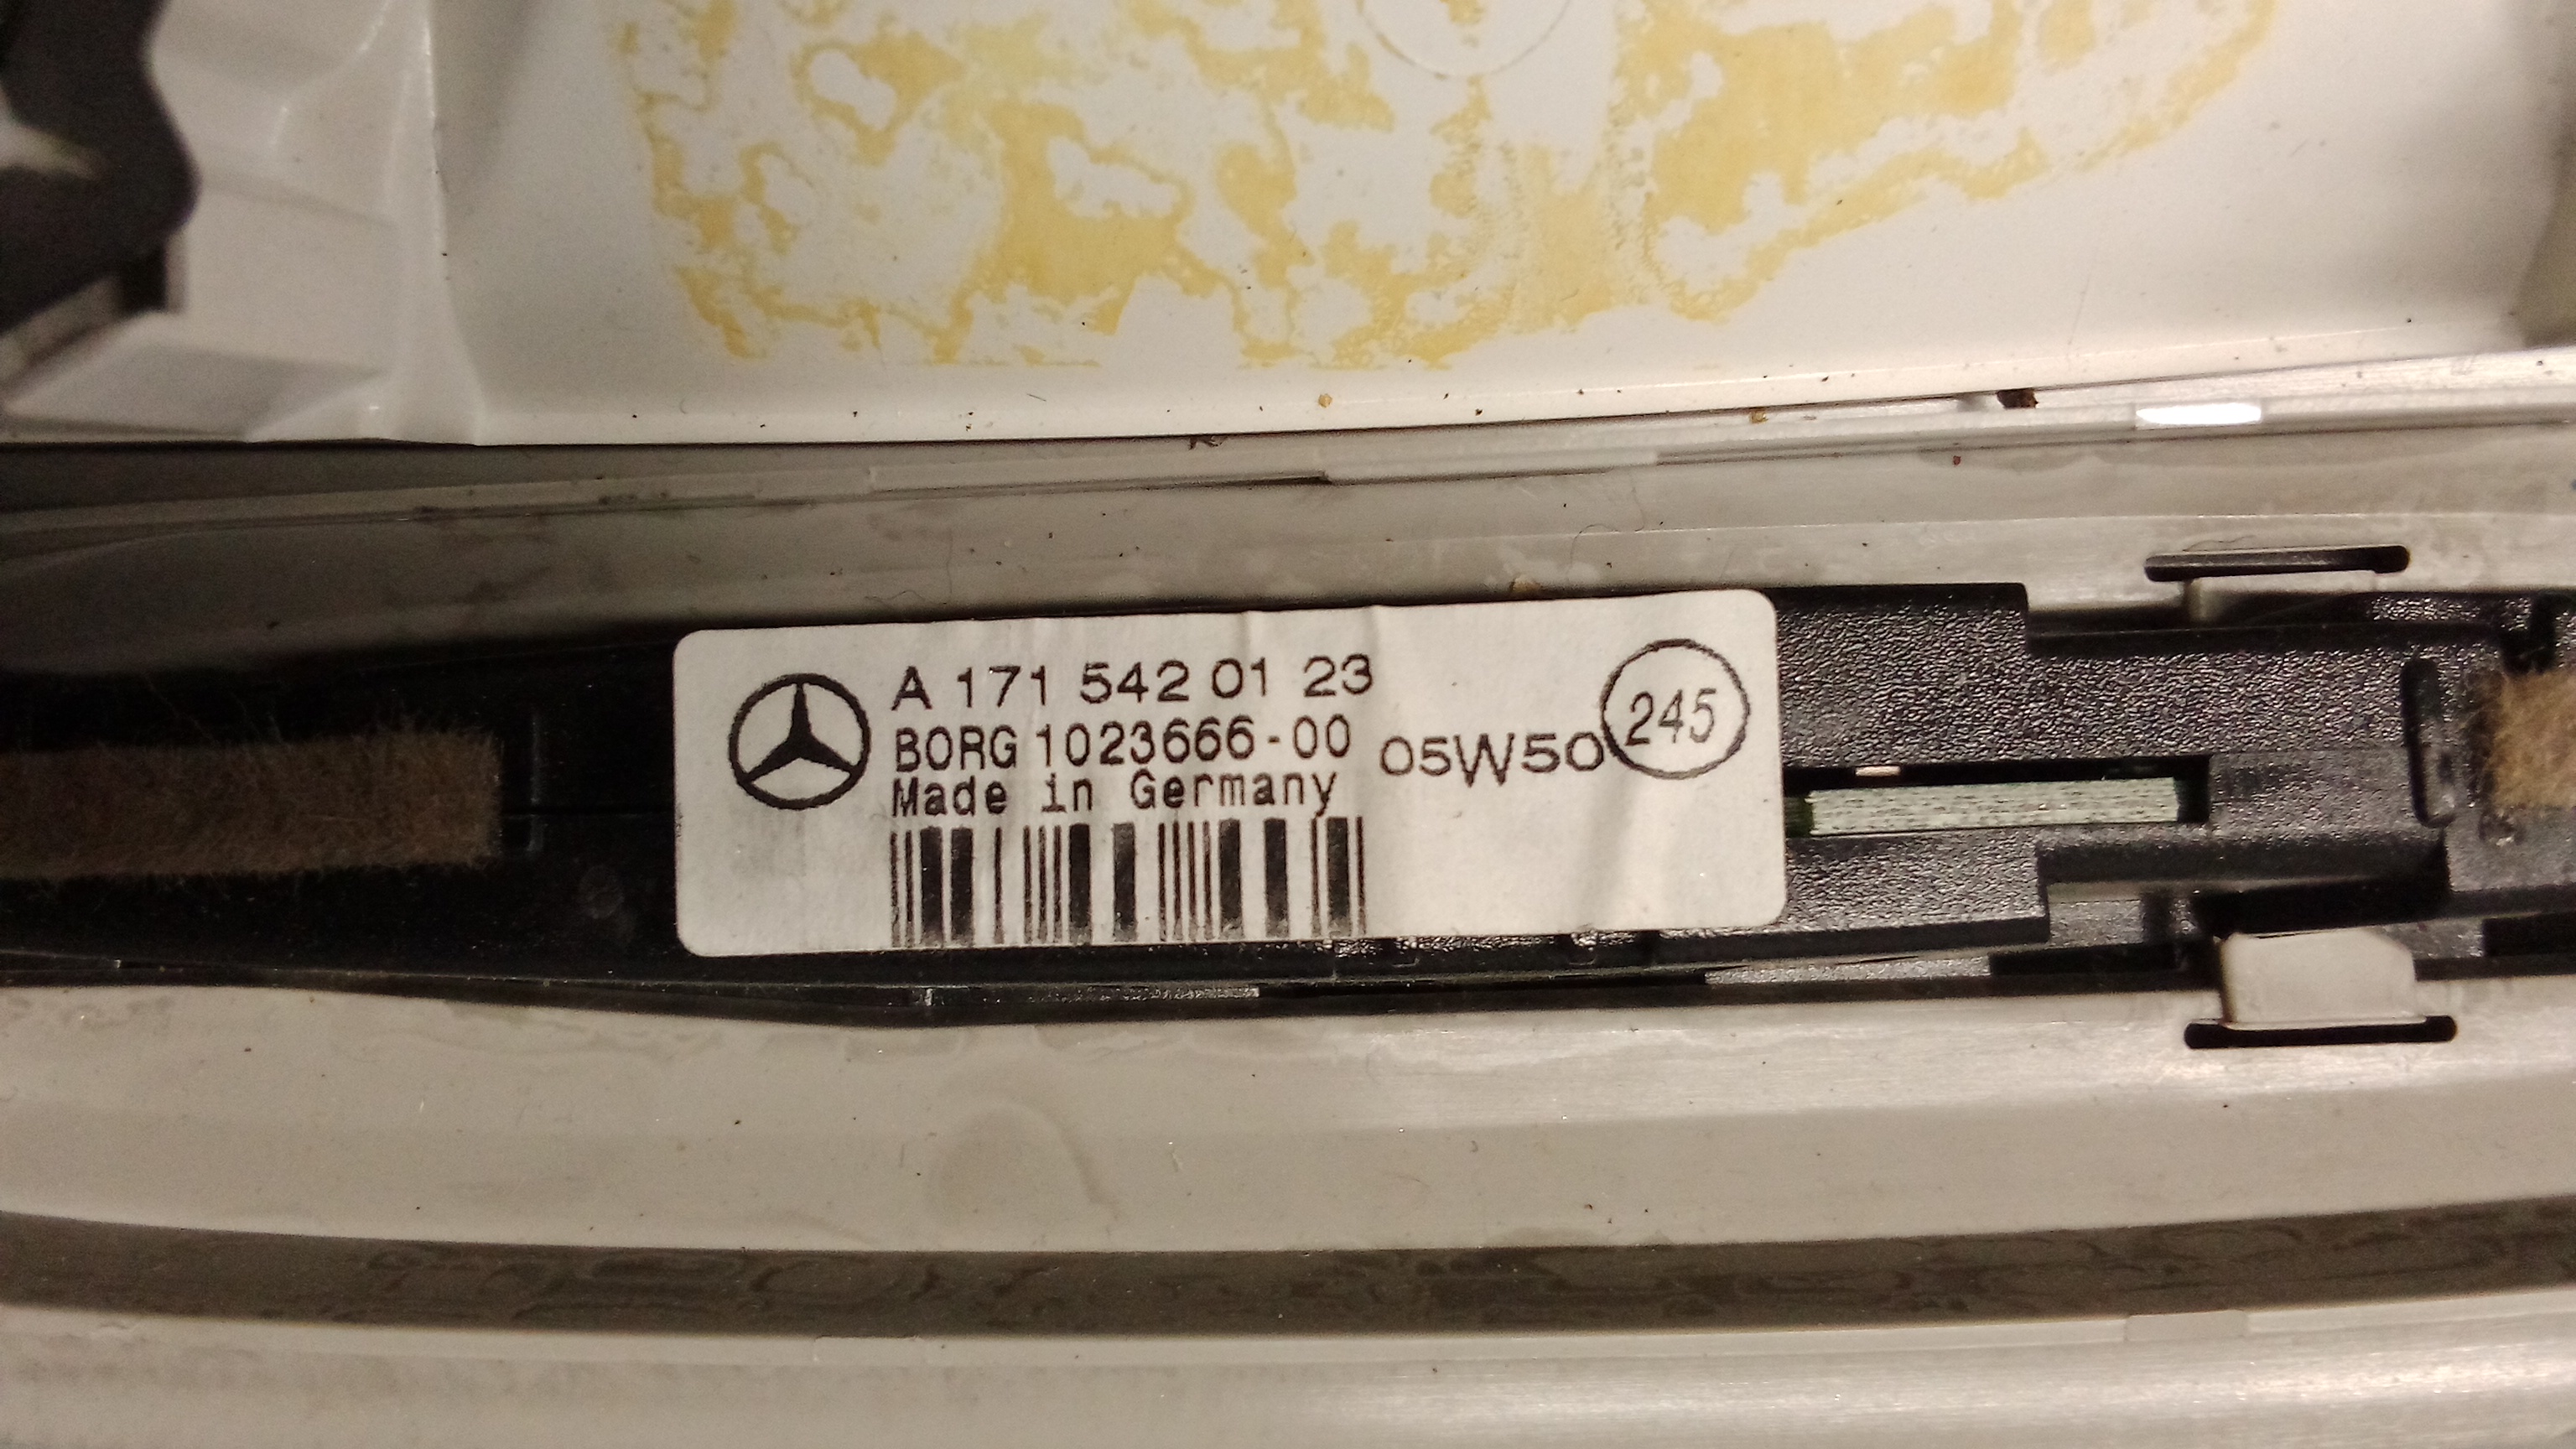 A 171 542 01 23
BORG 1023666-00 05W50 245
Made in Germany